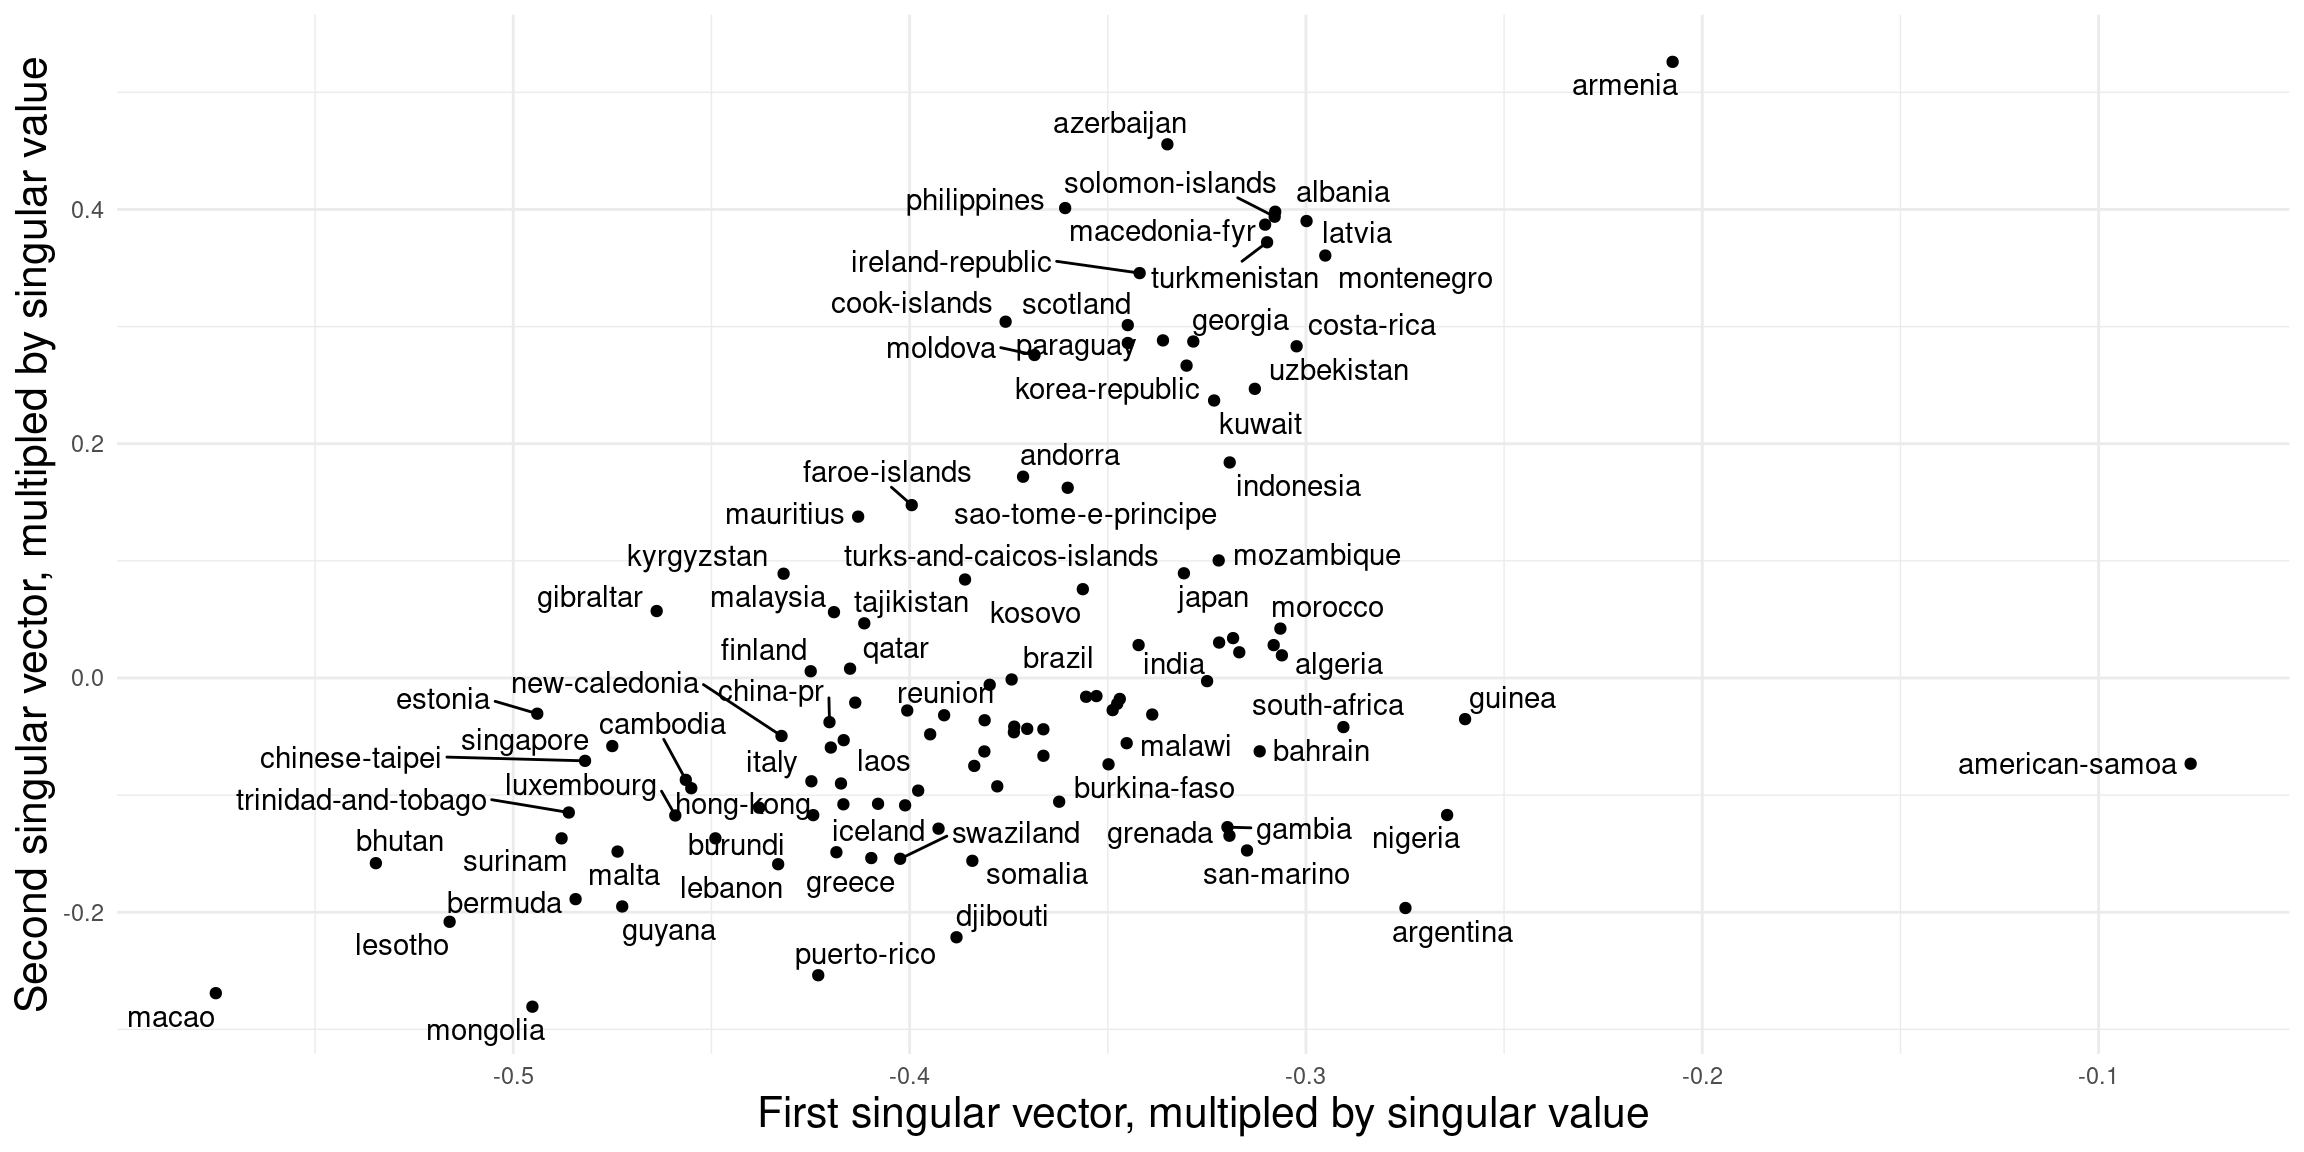 armenia
azerbaijan
solomon-islands
albania
philippines
macedonia-fyr
latvia
ireland-republic
turkmenistan
montenegro
cook-islands
scotland
georgia
costa-rica
moldova
paraguay
uzbekistan
korea-republic
kuwait
andorra
faroe-islands
indonesia
mauritius
sao-tome-e-principe
kyrgyzstan
turks-and-caicos-islands
mozambique
gibraltar
malaysia
tajikistan
kosovo
japan
morocco
finland
qatar
brazil
india
algeria
new-caledonia
china-pr
reunion
estonia
cambodia
south-africa
guinea
singapore
chinese-taipei
italy
laos
malawi
bahrain
american-samoa
luxembourg
trinidad-and-tobago
hong-kong
burkina-faso
bhutan
surinam
burundi
iceland
swaziland
grenada
gambia
nigeria
malta
lebanon
greece
somalia
san-marino
bermuda
guyana
djibouti
argentina
lesotho
puerto-rico
macao
mongolia
0.4
0.2
0.0
-0.2
-0.5
-0.4
-0.3
-0.2
-0.1
First singular vector, multipled by singular value
Second singular vector, multipled by singular value